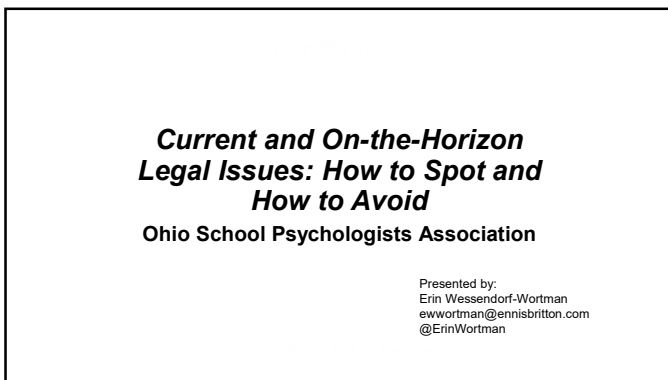 Current and On-the-Horizon
Legal Issues: How to Spot and
How to Avoid
Ohio School Psychologists Association
Presented by:
Erin Wessendorf-Wortman
ewwortman@ennisbritton.com
@ErinWortman